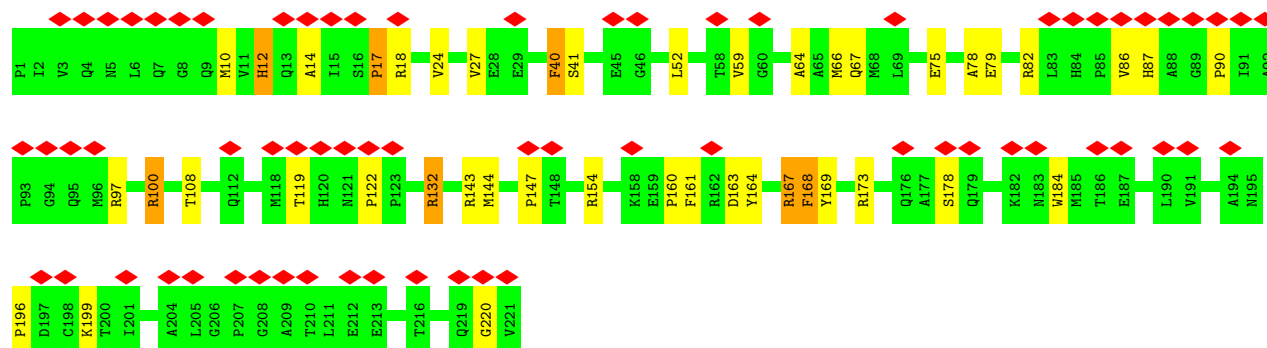 P1 I2 V3 Q4 N5 L6 Q7 G8 Q9 M10 V11 H12 Q13 A14 I15 S16 P17 R18 V24 V27 E28 E29 F40 S41 E45 G46 L52 T58 V59 G60 A64 A65 M66 Q67 M68 L69 E75 A78 E79 R82 L83 H84 P85 V86 H87 A88 G89 P90 I91 A92
P93 G94 Q95 M96 R97 R100 T108 Q112 M118 T119 H120 N121 P122 P123 R132 R143 M144 P147 T148 R154 K158 E159 P160 F161 R162 D163 Y164 R167 F168 Y169 R173 Q176 A177 S178 Q179 K182 N183 W184 M185 T186 E187 L190 V191 A194 N195
P196 D197 C198 K199 T200 I201 A204 L205 G206 P207 G208 A209 T210 L211 E212 E213 T216 Q219 G220 V221